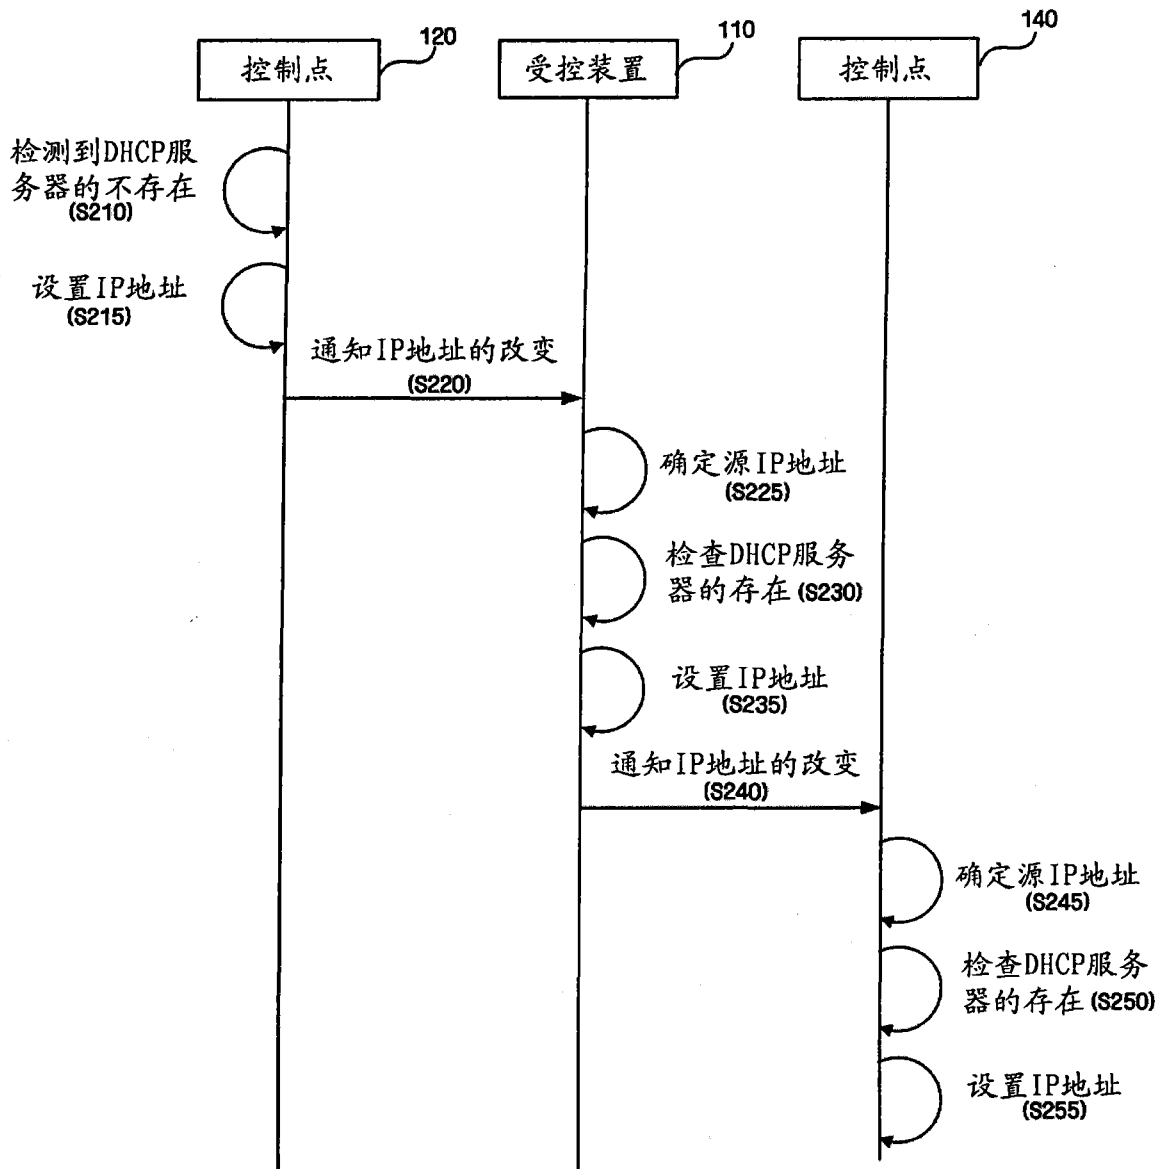 控制点
120
受控装置
110
控制点
140
检测到DHCP服
务器的不存在
(S210)
设置IP地址
(S215)
通知IP地址的改变
(S220)
确定源IP地址
(S225)
检查DHCP服务
器的存在(S230)
设置IP地址
(S235)
通知IP地址的改变
(S240)
确定源IP地址
(S245)
检查DHCP服务
器的存在(S250)
设置IP地址
(S255)